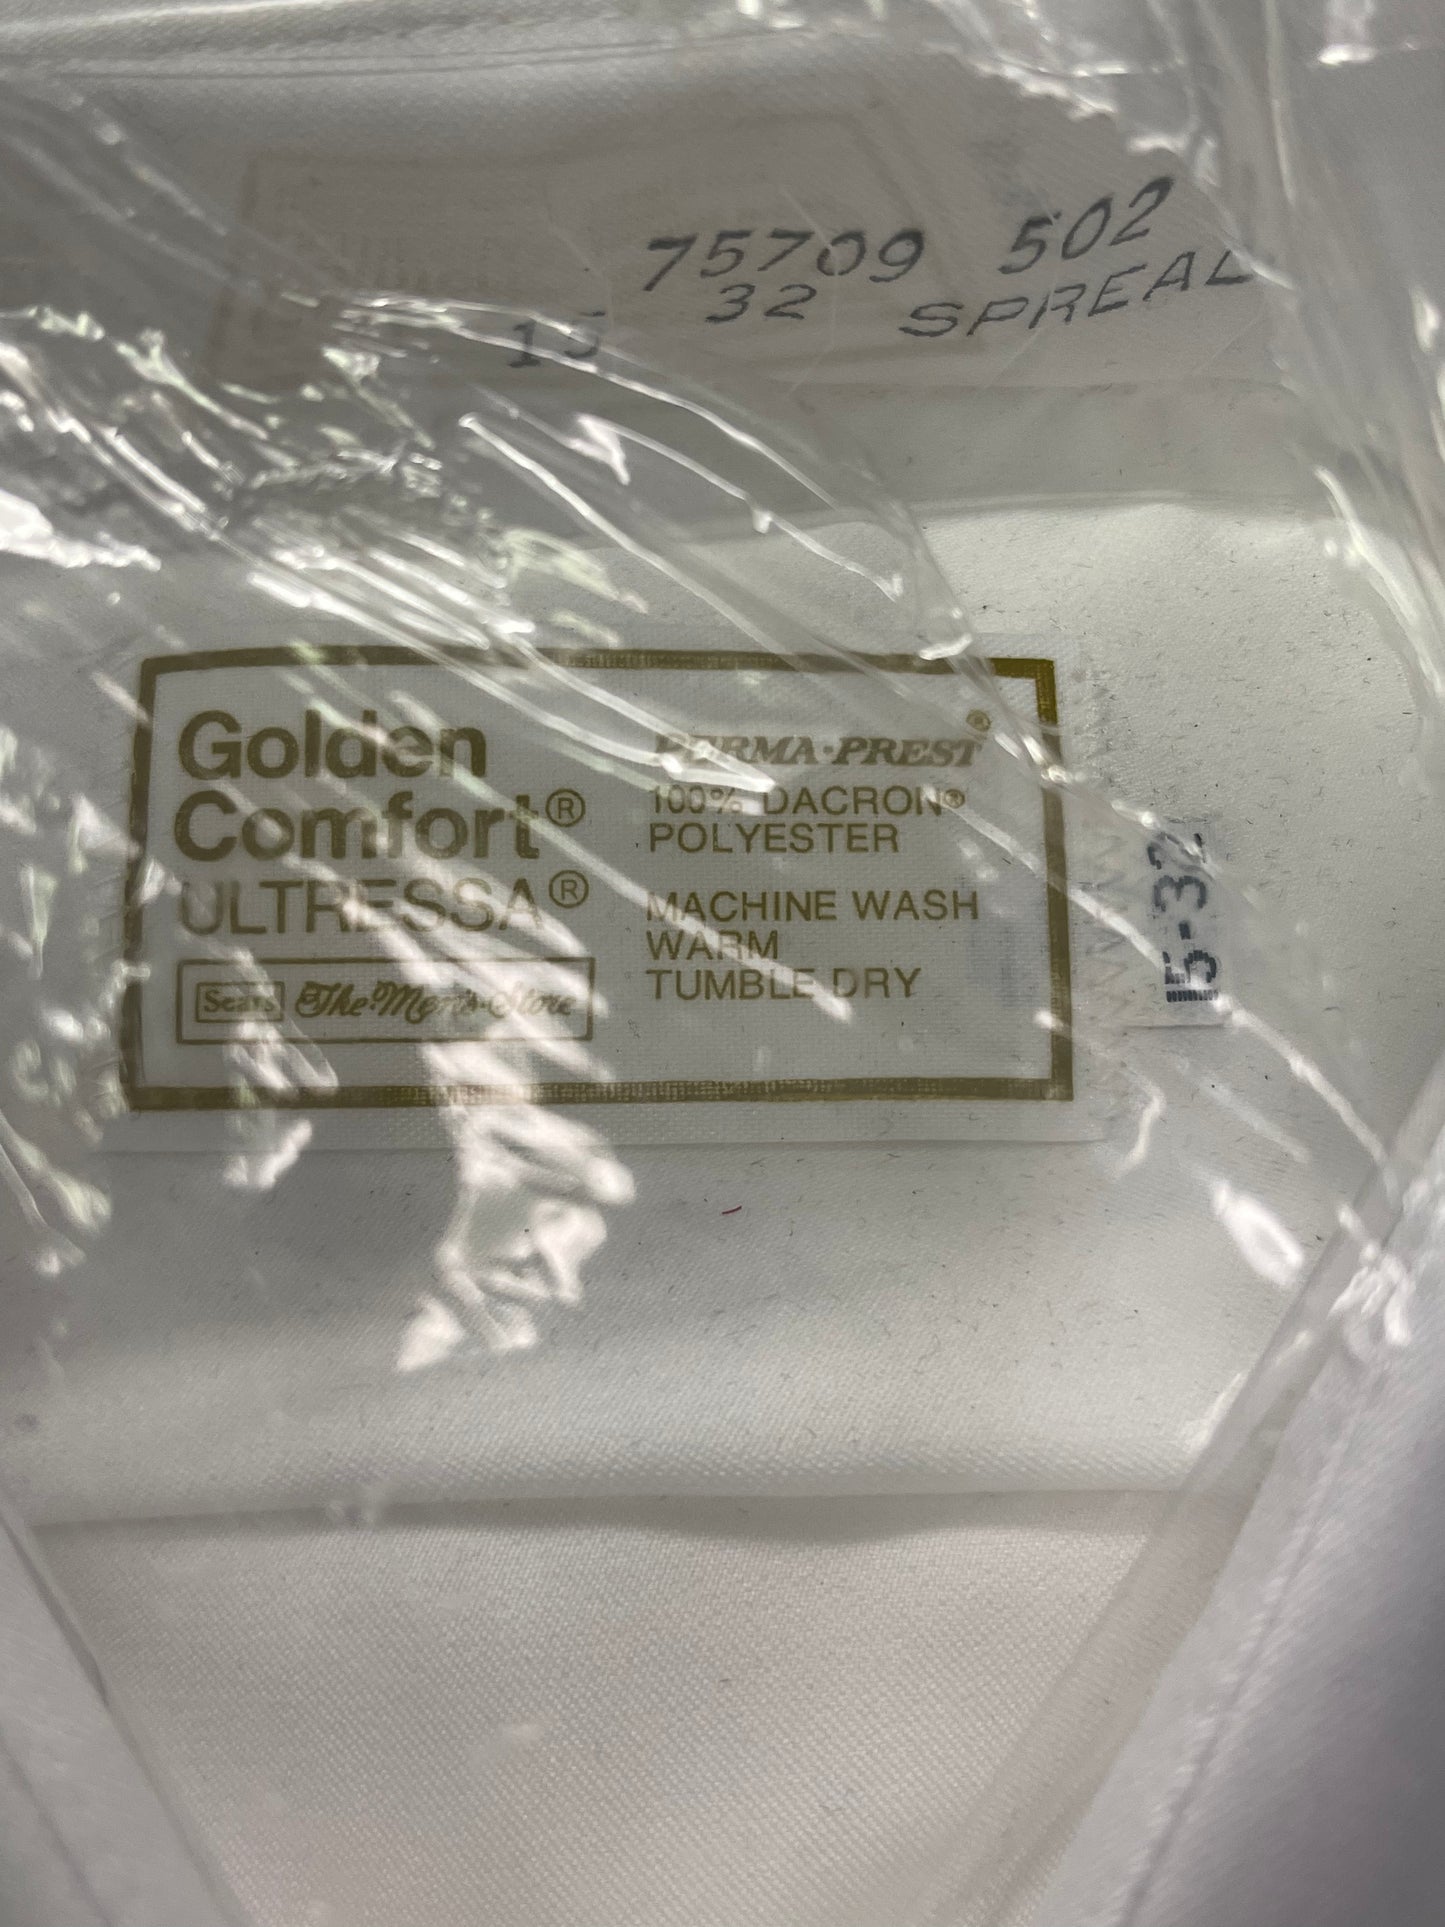 75709 502
15 32 SPREAD
Golden
Comfort®
ULTRESSA®
Sears The Men's Store
PERMA·PREST®
100% DACRON®
POLYESTER
MACHINE WASH
WARM
TUMBLE DRY
15-32